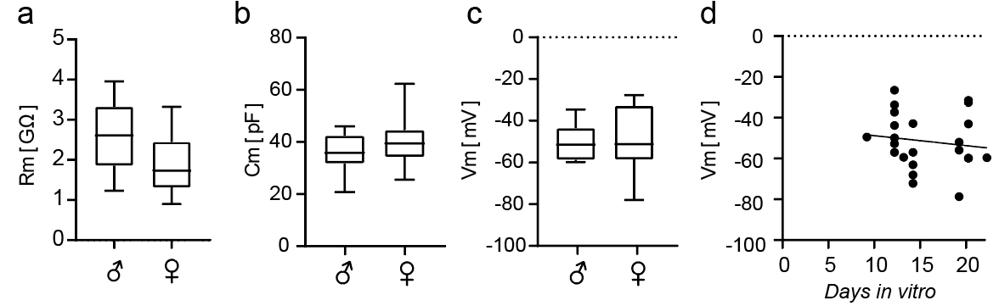 a
Rm [ GΩ ]
5
4
3
2
1
0
♂ ♀
b
Cm [ pF ]
80
60
40
20
0
♂ ♀
c
Vm [ mV ]
0
-20
-40
-60
-80
-100
♂ ♀
d
Vm [ mV ]
0
-20
-40
-60
-80
-100
0 5 10 15 20
Days in vitro